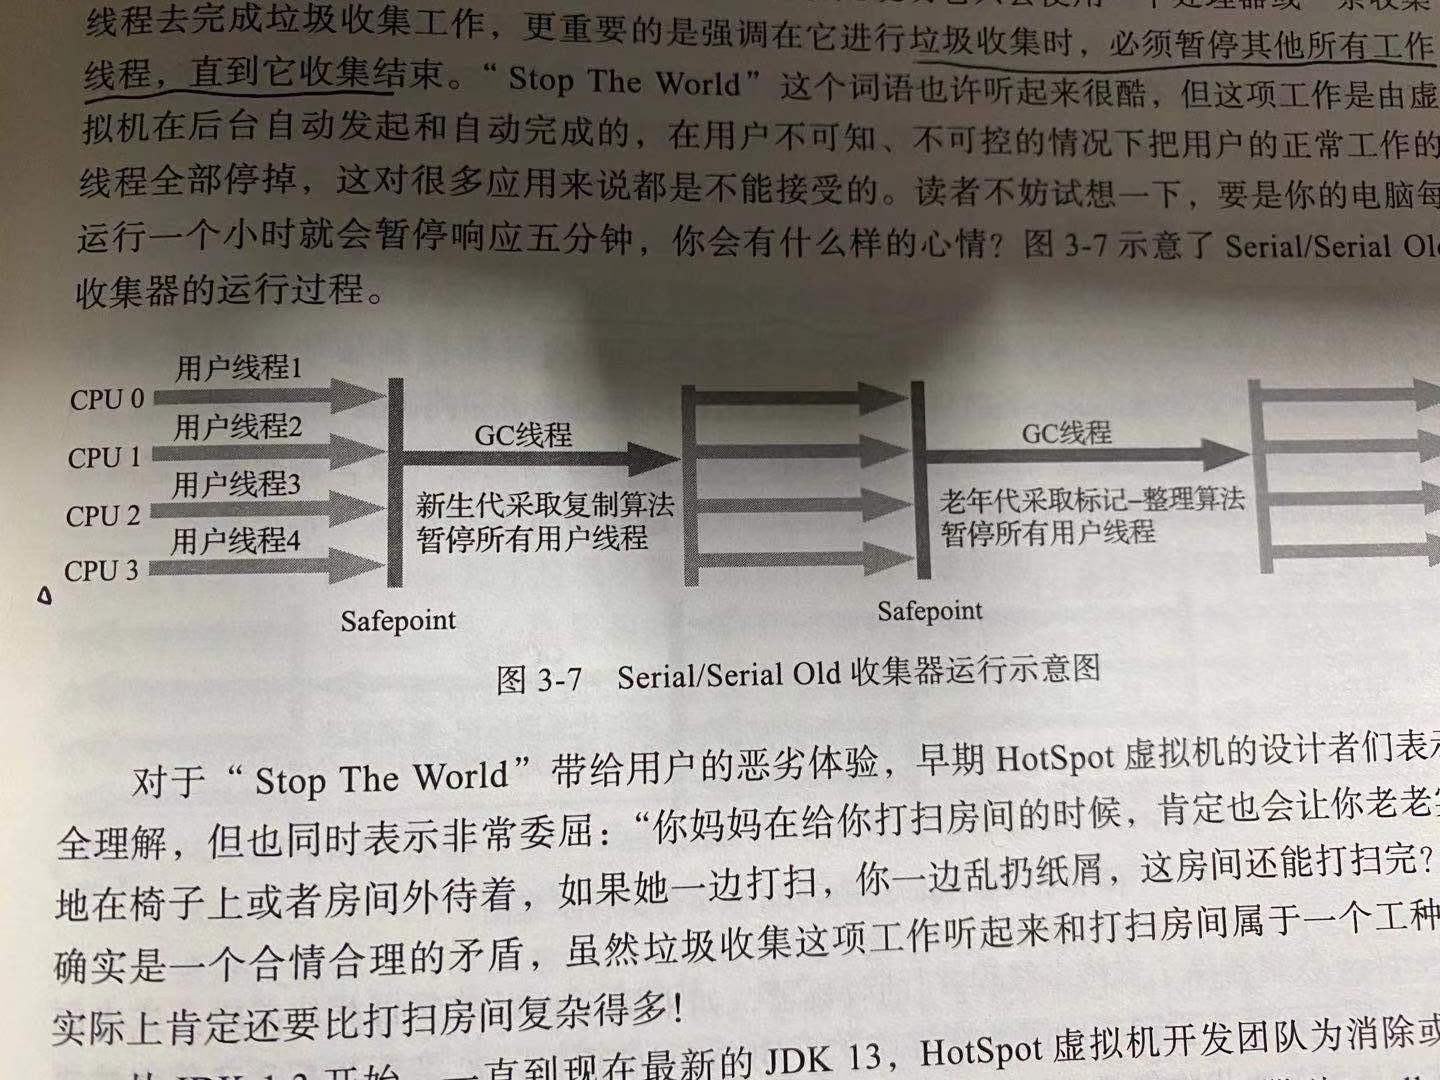 线程去完成垃圾收集工作，更重要的是强调在它进行垃圾收集时，必须暂停其他所有工作
线程，直到它收集结束。“Stop The World”这个词语也许听起来很酷，但这项工作是由虚
拟机在后台自动发起和自动完成的，在用户不可知、不可控的情况下把用户的正常工作的
线程全部停掉，这对很多应用来说都是不能接受的。读者不妨试想一下，要是你的电脑每
运行一个小时就会暂停响应五分钟，你会有什么样的心情？图 3-7 示意了 Serial/Serial Old
收集器的运行过程。
用户线程1
CPU 0
用户线程2
CPU 1
用户线程3
CPU 2
用户线程4
CPU 3
GC线程
新生代采取复制算法
暂停所有用户线程
GC线程
老年代采取标记-整理算法
暂停所有用户线程
Safepoint
Safepoint
图 3-7 Serial/Serial Old 收集器运行示意图
对于“Stop The World”带给用户的恶劣体验，早期 HotSpot 虚拟机的设计者们表示
全理解，但也同时表示非常委屈：“你妈妈在给你打扫房间的时候，肯定也会让你老老实
地在椅子上或者房间外待着，如果她一边打扫，你一边乱扔纸屑，这房间还能打扫完？
确实是一个合情合理的矛盾，虽然垃圾收集这项工作听起来和打扫房间属于一个工种
实际上肯定还要比打扫房间复杂得多！
开始，一直到现在最新的 JDK 13，HotSpot 虚拟机开发团队为消除或